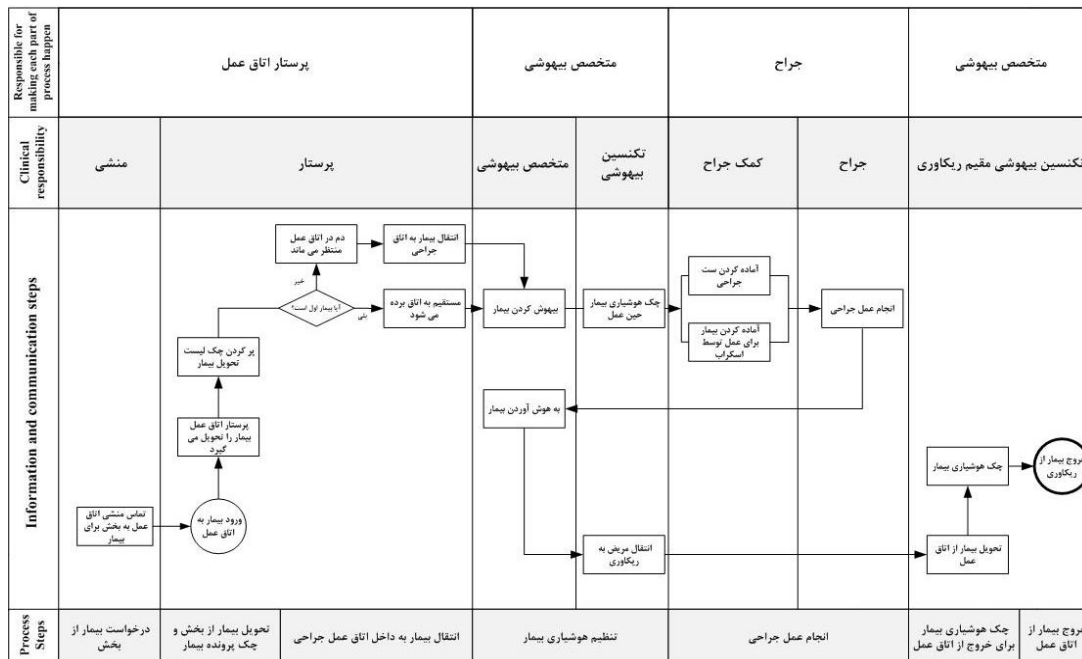 Responsible for
making each part of
process happen
پرستار اتاق عمل
متخصص بیهوشی
جراح
متخصص بیهوشی
Clinical
responsibility
منشی
پرستار
متخصص بیهوشی
تکنسین
بیهوشی
کمک جراح
جراح
تکنسین بیهوشی مقیم ریکاوری
Information and communication steps
تماس منشی اتاق
عمل به بخش برای
بیمار
ورود بیمار به
اتاق عمل
پرستار اتاق عمل
بیمار را تحویل می
گیرد
پر کردن چک لیست
تحویل بیمار
آیا بیمار اول است؟
خیر
بلی
دم در اتاق عمل
منتظر می ماند
انتقال بیمار به اتاق
جراحی
مستقیم به اتاق برده
می شود
بیهوش کردن بیمار
چک هوشیاری بیمار
حین عمل
آماده کردن ست
جراحی
آماده کردن بیمار
برای عمل توسط
اسکراب
انجام عمل جراحی
به هوش آوردن بیمار
انتقال مریض به
ریکاوری
تحویل بیمار از اتاق
عمل
چک هوشیاری بیمار
خروج بیمار از
ریکاوری
Process
Steps
درخواست بیمار از
بخش
تحویل بیمار از بخش و
چک پرونده بیمار
انتقال بیمار به داخل اتاق عمل جراحی
تنظیم هوشیاری بیمار
انجام عمل جراحی
چک هوشیاری بیمار
برای خروج از اتاق عمل
خروج بیمار از
اتاق عمل